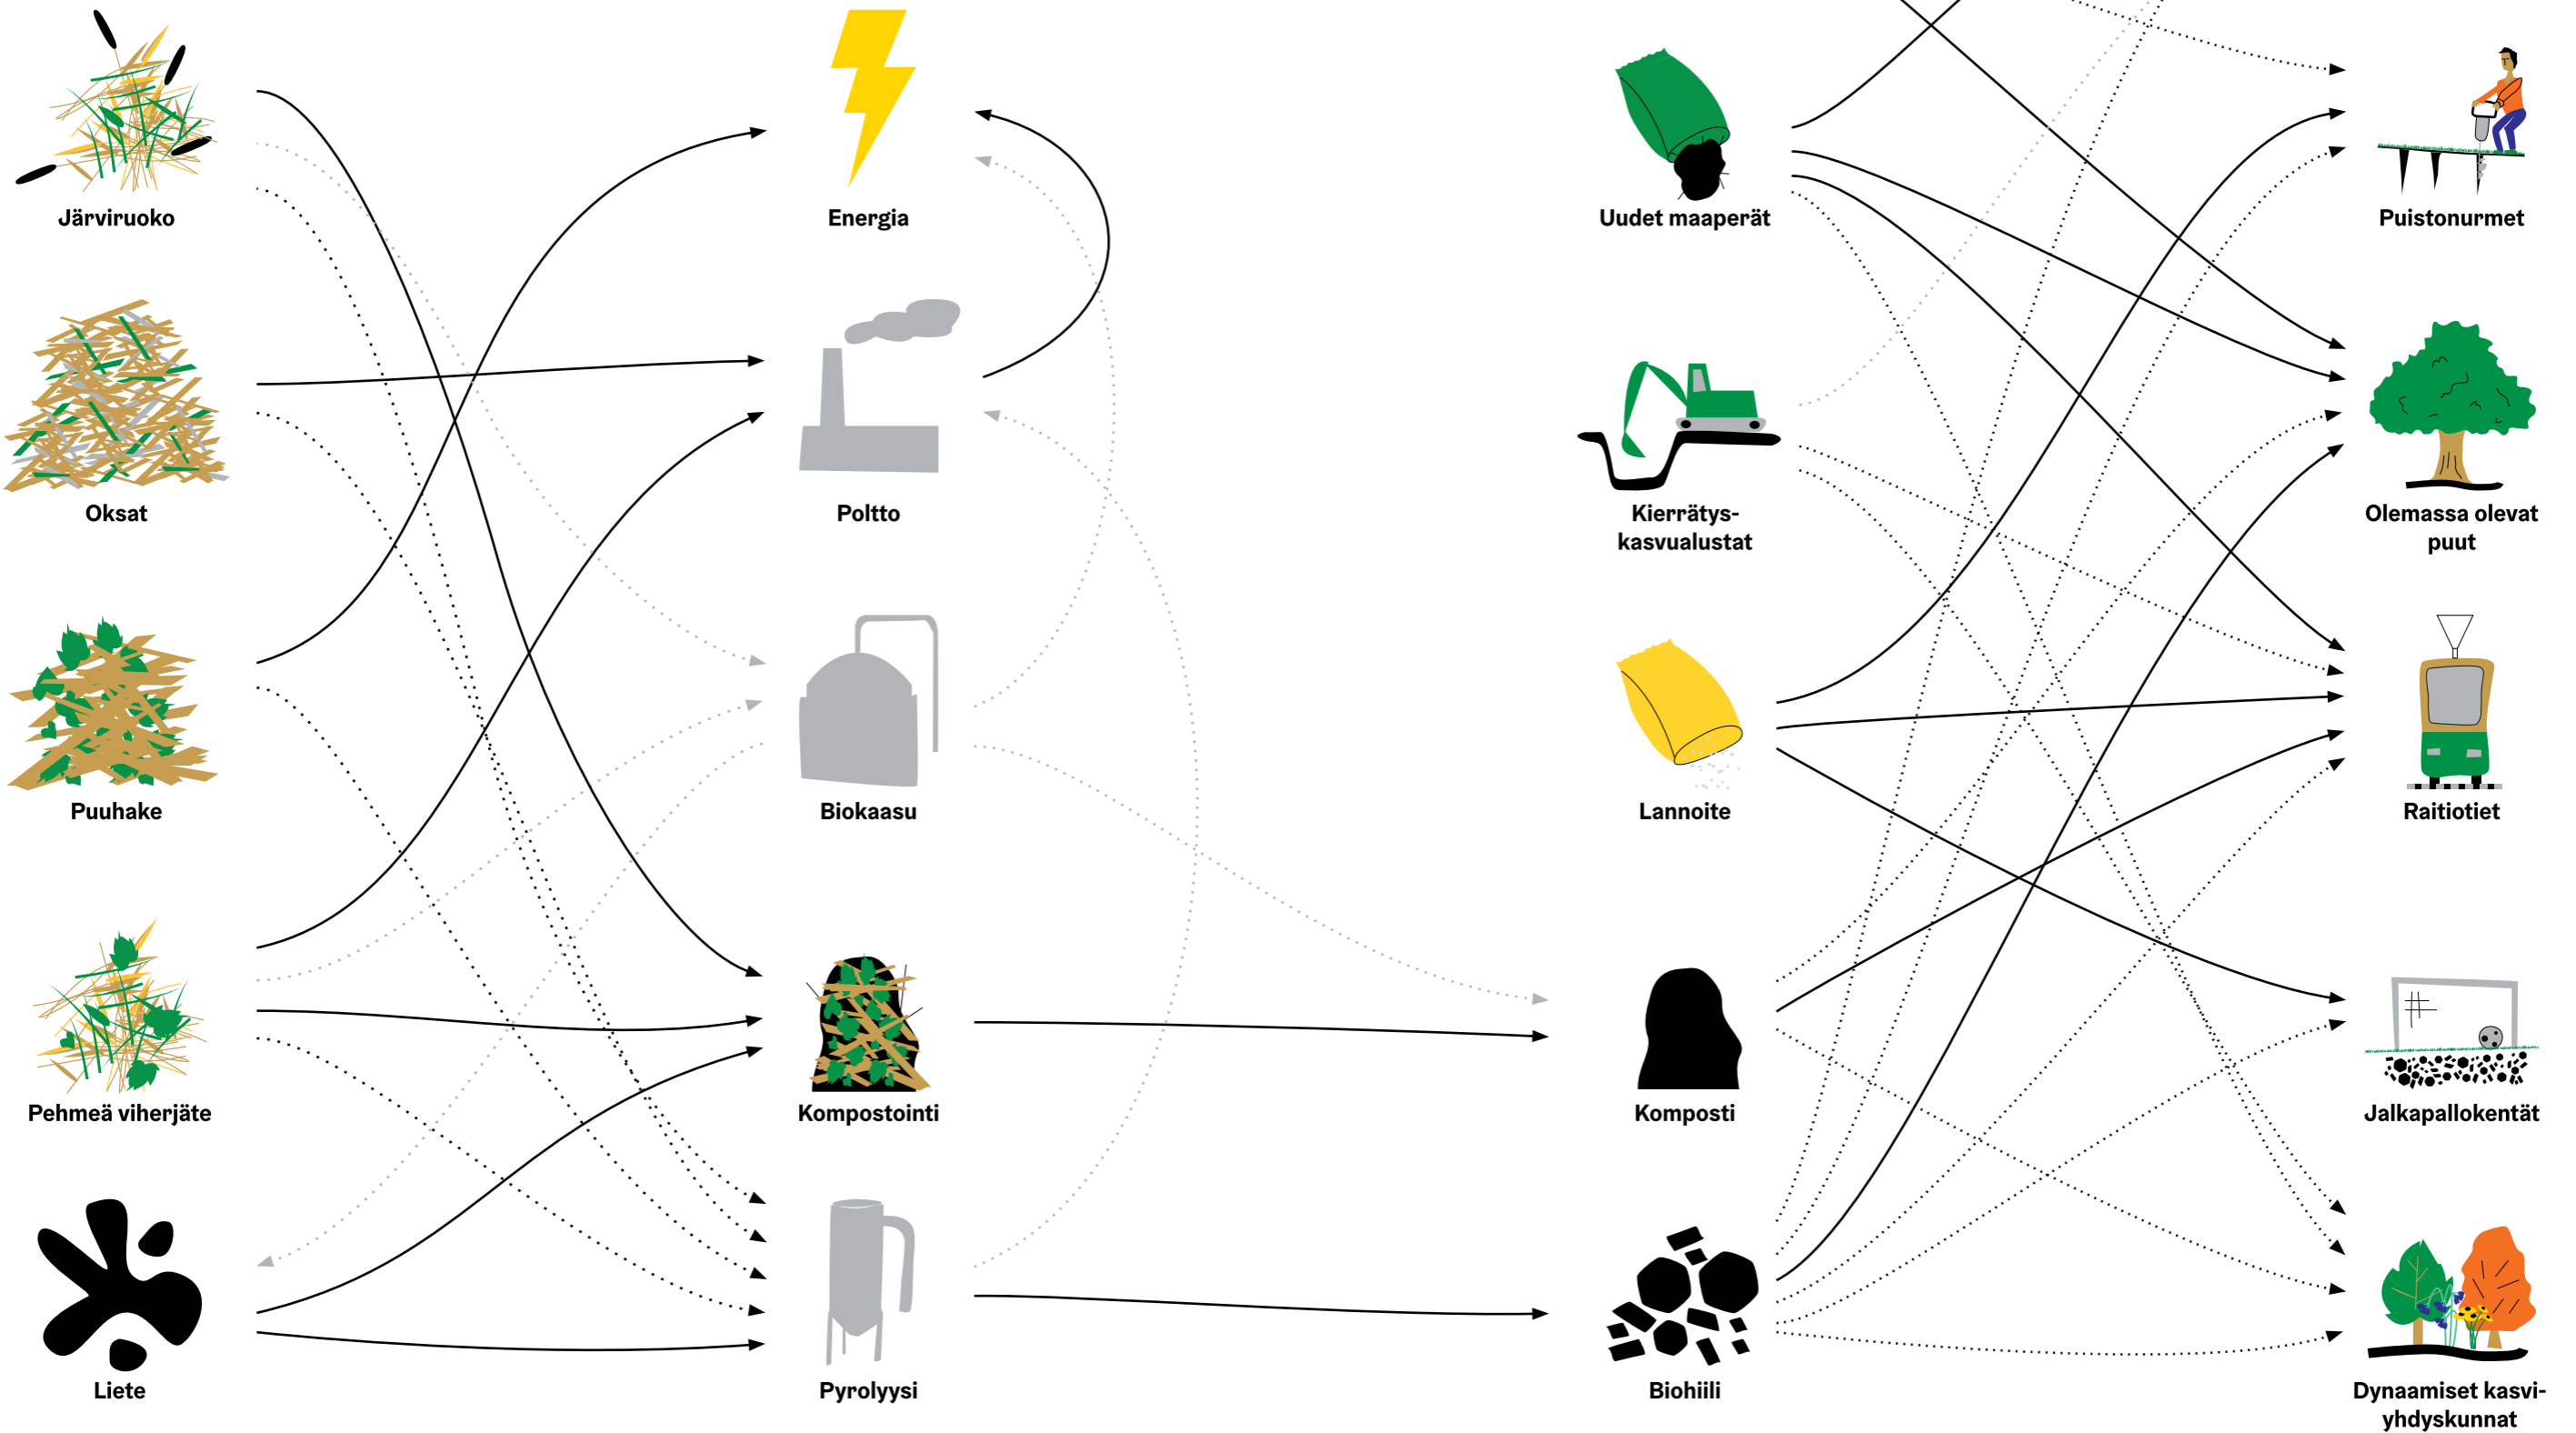 Järviruoko
Energia
Uudet maaperät
Puistonurmet
Oksat
Poltto
Kierrätys-
kasvualustat
Olemassa olevat
puut
Puuhake
Biokaasu
Lannoite
Raitiotiet
Pehmeä viherjäte
Kompostointi
Komposti
Jalkapallokentät
Liete
Pyrolyysi
Biohiili
Dynaamiset kasvi-
yhdyskunnat